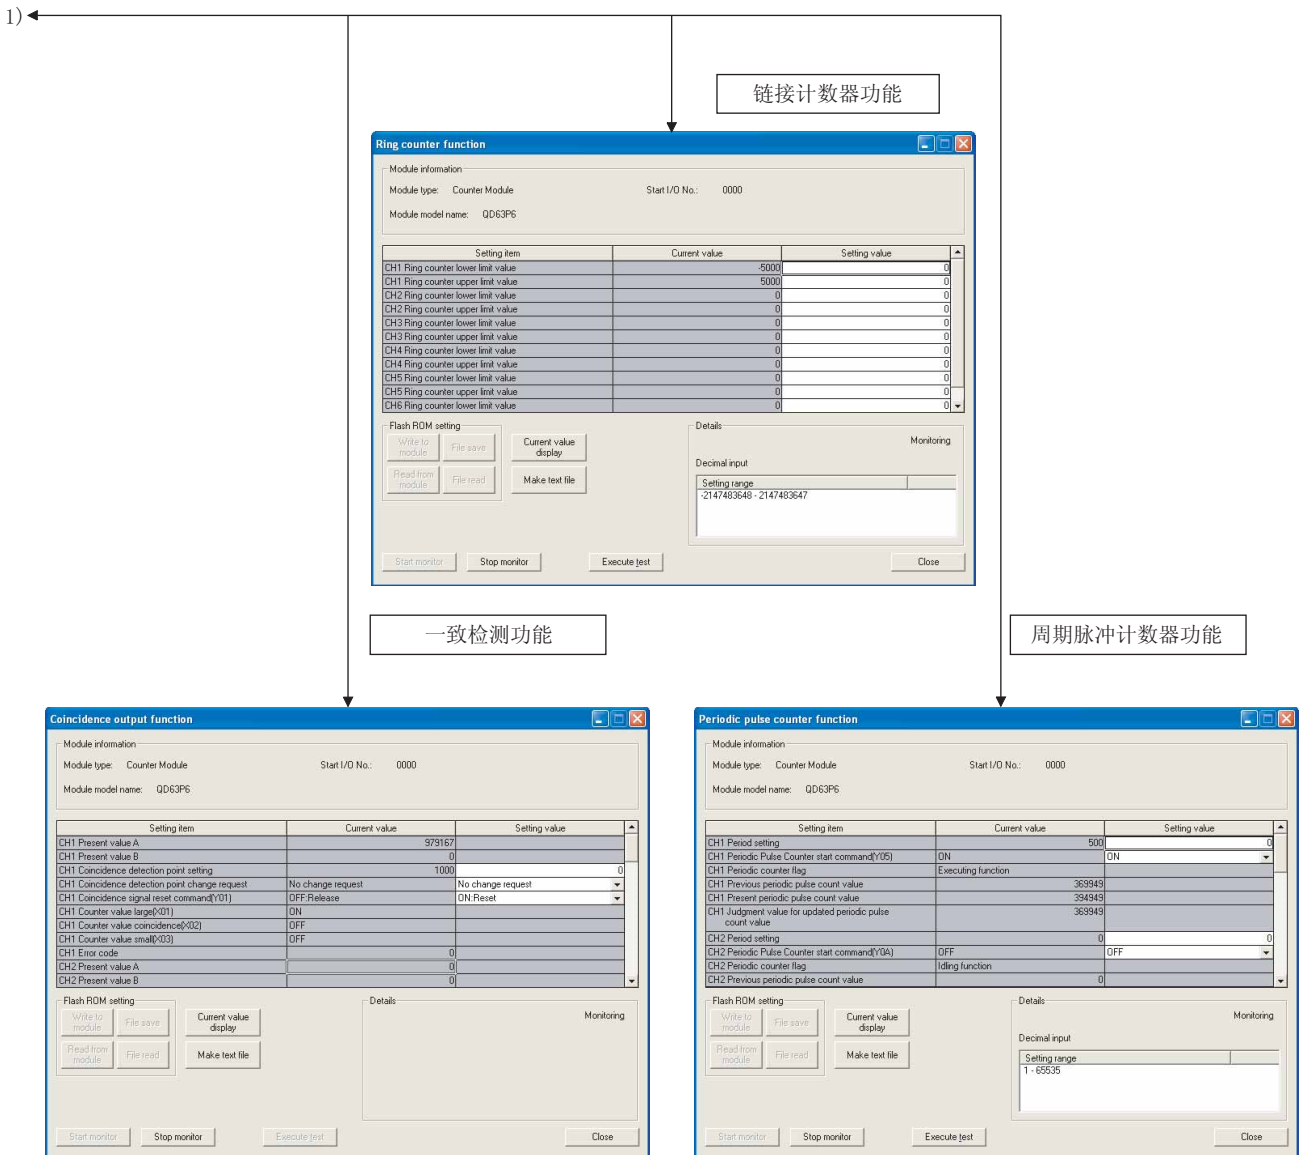 1)
链接计数器功能
Ring counter function
Module information
Module type: Counter Module Start I/O No.: 0000
Module model name: QD63P6
Setting item Current value Setting value
CH1 Ring counter lower limit value -5000 0
CH1 Ring counter upper limit value 5000 0
CH2 Ring counter lower limit value 0 0
CH2 Ring counter upper limit value 0 0
CH3 Ring counter lower limit value 0 0
CH3 Ring counter upper limit value 0 0
CH4 Ring counter lower limit value 0 0
CH4 Ring counter upper limit value 0 0
CH5 Ring counter lower limit value 0 0
CH5 Ring counter upper limit value 0 0
CH6 Ring counter lower limit value 0 0
Flash ROM setting
Write to module File save Current value display
Read from module File read Make text file
Details
Monitoring
Decimal input
Setting range
-2147483648 - 2147483647
Start monitor Stop monitor Execute test Close
一致检测功能
周期脉冲计数器功能
Coincidence output function
Module information
Module type: Counter Module Start I/O No.: 0000
Module model name: QD63P6
Setting item Current value Setting value
CH1 Present value A 979167
CH1 Present value B 0
CH1 Coincidence detection point setting 1000 0
CH1 Coincidence detection point change request No change request No change request
CH1 Coincidence signal reset command(Y01) OFF:Release ON:Reset
CH1 Counter value large(X01) ON
CH1 Counter value coincidence(X02) OFF
CH1 Counter value small(X03) OFF
CH1 Error code 0
CH2 Present value A 0
CH2 Present value B 0
Flash ROM setting
Write to module File save Current value display
Read from module File read Make text file
Details
Monitoring
Start monitor Stop monitor Execute test Close
Periodic pulse counter function
Module information
Module type: Counter Module Start I/O No.: 0000
Module model name: QD63P6
Setting item Current value Setting value
CH1 Period setting 500 0
CH1 Periodic Pulse Counter start command(Y05) ON ON
CH1 Periodic counter flag Executing function
CH1 Previous periodic pulse count value 369949
CH1 Present periodic pulse count value 394949
CH1 Judgment value for updated periodic pulse 369949
count value
CH2 Period setting 0 0
CH2 Periodic Pulse Counter start command(Y0A) OFF OFF
CH2 Periodic counter flag Idling function
CH2 Previous periodic pulse count value 0
Flash ROM setting
Write to module File save Current value display
Read from module File read Make text file
Details
Monitoring
Decimal input
Setting range
1 - 65535
Start monitor Stop monitor Execute test Close